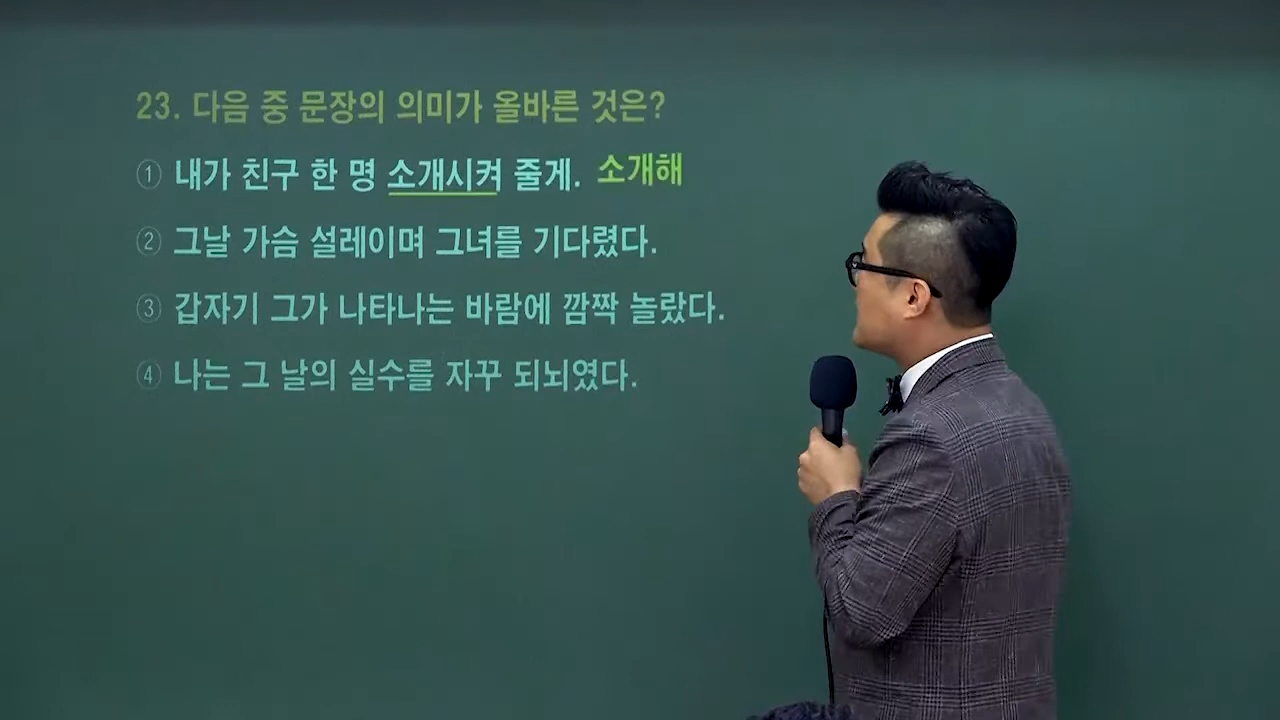 23. 다음 중 문장의 의미가 올바른 것은?
① 내가 친구 한 명 소개시켜 줄게. 소개해
② 그날 가슴 설레이며 그녀를 기다렸다.
③ 갑자기 그가 나타나는 바람에 깜짝 놀랐다.
④ 나는 그 날의 실수를 자꾸 되뇌였다.